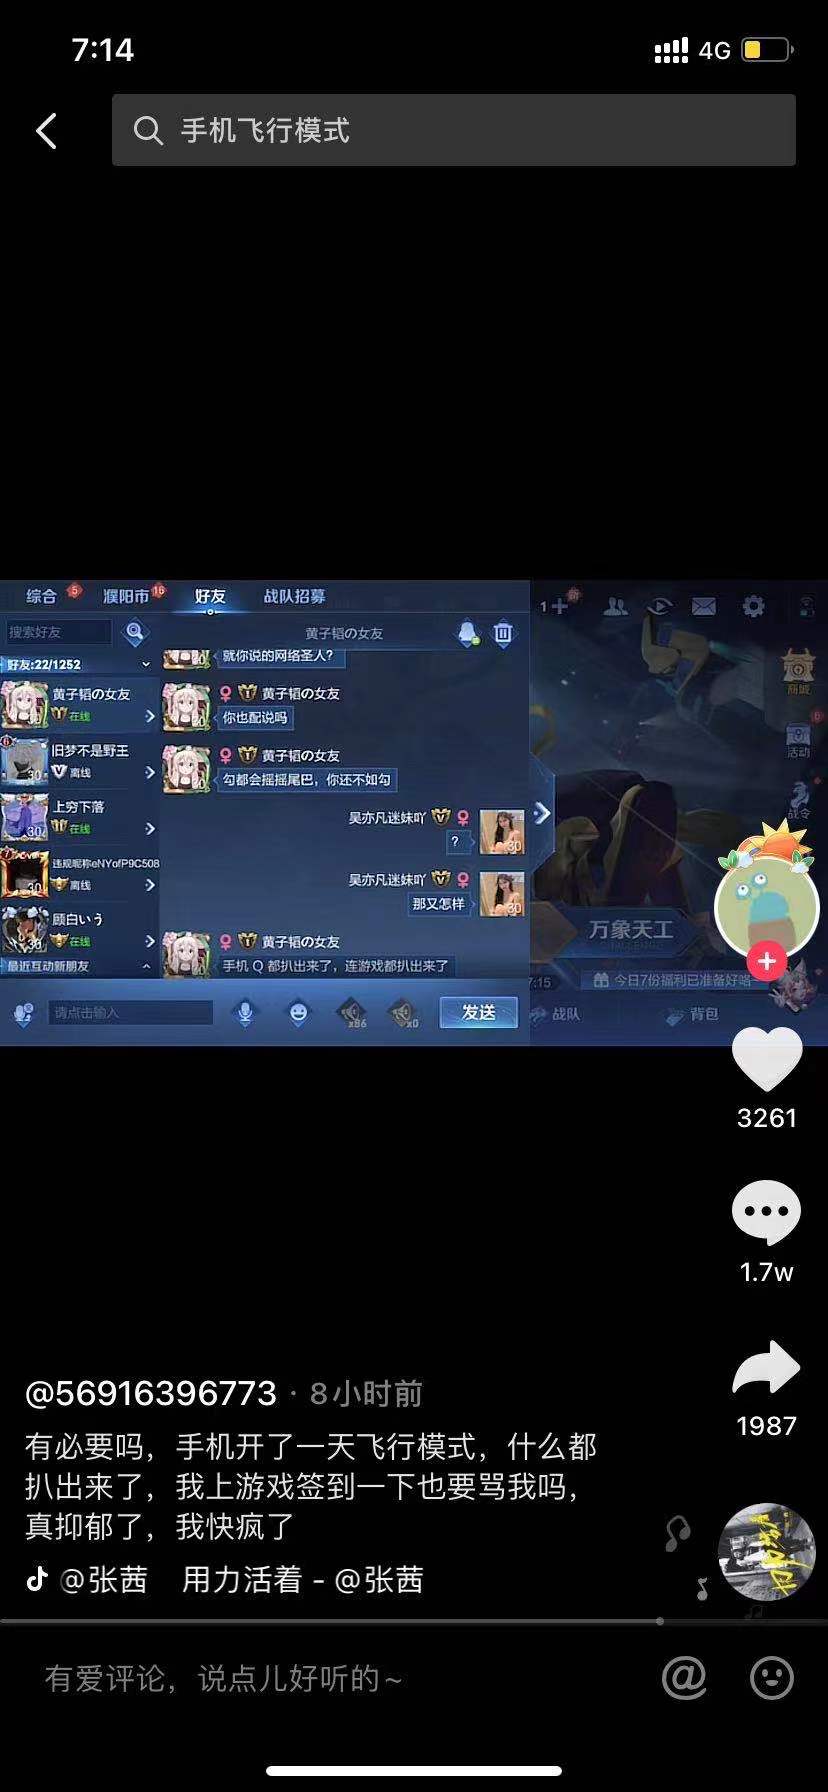 7:14
4G
手机飞行模式
综合
5
濮阳市
16
好友
战队招募
1
搜索好友
黄子韬の女友
好友:22/1252
就你说的网络圣人?
黄子韬の女友
在线
黄子韬の女友
你也配说吗
旧梦不是野王
离线
黄子韬の女友
勾都会摇摇尾巴，你还不如勾
上穷下落
在线
吴亦凡迷妹吖
?
30
违规昵称eNYofP9C508
离线
吴亦凡迷妹吖
那又怎样
30
顾白いう
在线
黄子韬の女友
手机 Q 都扒出来了，连游戏都扒出来了
最近互动新朋友
请点击输入
x86
x0
发送
商城
活动
战令
万象天工
7:15
今日7份福利已准备好咯
战队
背包
3261
1.7w
1987
@56916396773 · 8小时前
有必要吗，手机开了一天飞行模式，什么都
扒出来了，我上游戏签到一下也要骂我吗，
真抑郁了，我快疯了
@张茜 用力活着 - @张茜
有爱评论，说点儿好听的~